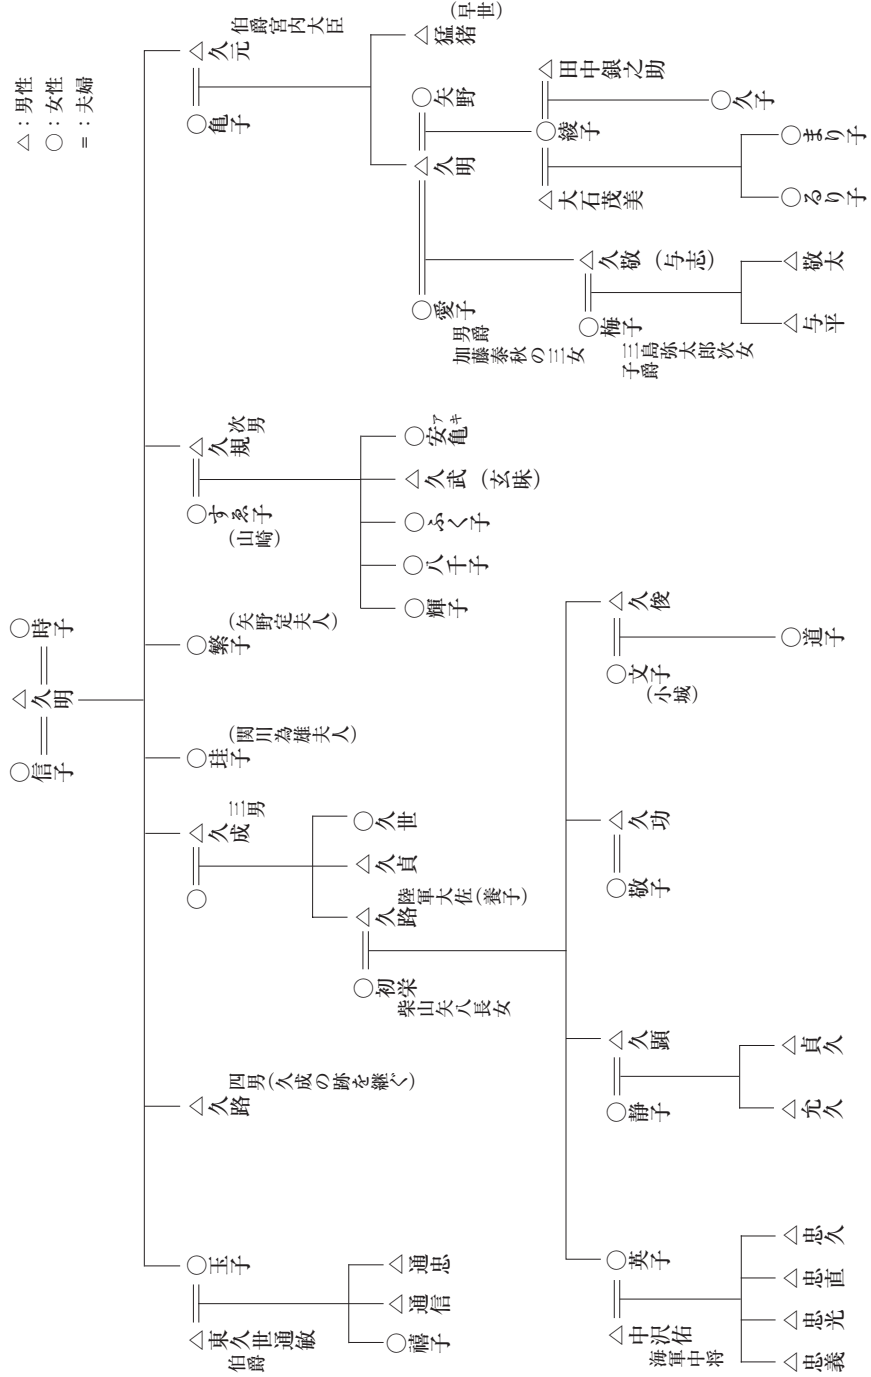 △：男性
○：女性
＝：夫婦
○時子
△久明
○信子
△久元
伯爵宮内大臣
○亀子
△猛猪
(早世)
△久明
○矢野
○愛子
男爵
加藤泰秋の三女
○綾子
△田中銀之助
○久子
△大石茂美
○まり子
○るり子
△久敬（与志）
○梅子
子爵
三島弥太郎次女
△敬太
△与平
△久規
次男
○すゑ子
(山崎)
○安亀
アキ
△久武（玄昧）
○ふく子
○八千子
○輝子
○繁子
(矢野定夫人)
○珪子
(関川為雄夫人)
△久成
三男
○
○久世
△久貞
△久路
陸軍大佐(養子)
○初栄
柴山矢八長女
△久俊
○文子
(小城)
○道子
△久功
○敬子
△久顕
○静子
△貞久
△允久
○英子
△中沢佑
海軍中将
△忠久
△忠直
△忠光
△忠義
△久路
四男(久成の跡を継ぐ)
○玉子
△東久世通敏
伯爵
△通忠
△通信
○禧子